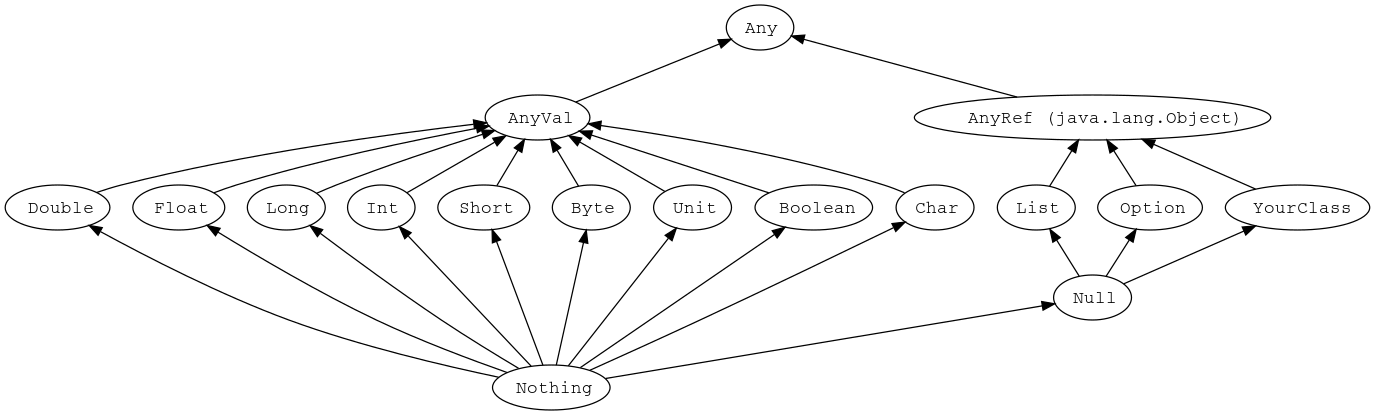 Any
AnyVal
AnyRef (java.lang.Object)
Double
Float
Long
Int
Short
Byte
Unit
Boolean
Char
List
Option
YourClass
Null
Nothing